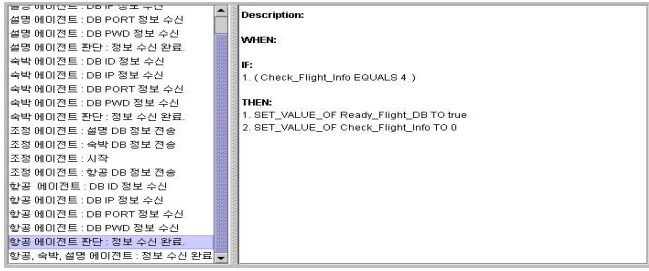 설명 에이전트 : DB IP 정보 수신
설명 에이전트 : DB PORT 정보 수신
설명 에이전트 : DB PWD 정보 수신
설명 에이전트 판단 : 정보 수신 완료.
숙박 에이전트 : DB ID 정보 수신
숙박 에이전트 : DB IP 정보 수신
숙박 에이전트 : DB PORT 정보 수신
숙박 에이전트 : DB PWD 정보 수신
숙박 에이전트 판단 : 정보 수신 완료.
조정 에이전트 : 설명 DB 정보 전송
조정 에이전트 : 숙박 DB 정보 전송
조정 에이전트 : 시작
조정 에이전트 : 항공 DB 정보 전송
항공 에이전트 : DB ID 정보 수신
항공 에이전트 : DB IP 정보 수신
항공 에이전트 : DB PORT 정보 수신
항공 에이전트 : DB PWD 정보 수신
항공 에이전트 판단 : 정보 수신 완료.
항공, 숙박, 설명 에이전트 : 정보 수신 완료
Description:
WHEN:
IF:
1. ( Check_Flight_Info EQUALS 4 )
THEN:
1. SET_VALUE_OF Ready_Flight_DB TO true
2. SET_VALUE_OF Check_Flight_Info TO 0